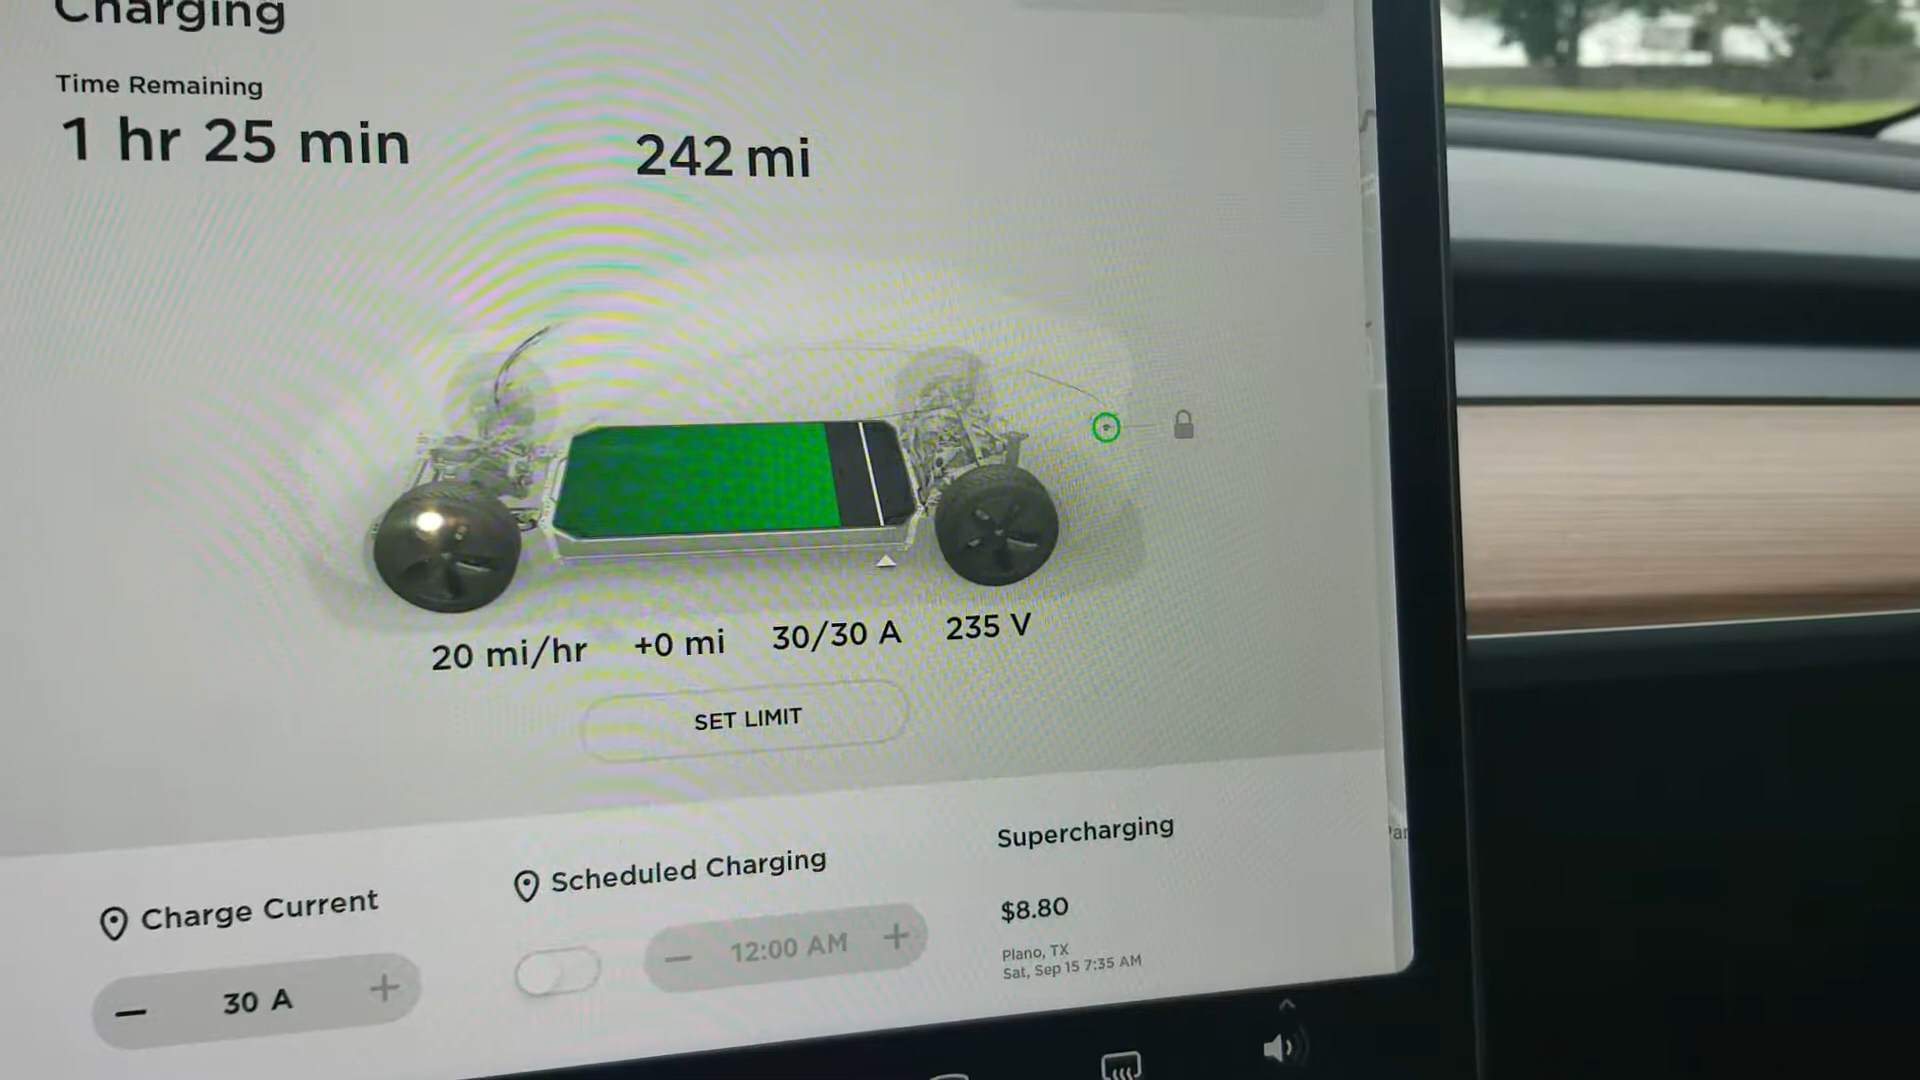 Charging
Time Remaining
1 hr 25 min
242 mi
20 mi/hr +0 mi 30/30 A 235 V
SET LIMIT
Charge Current
30 A
Scheduled Charging
12:00 AM
Supercharging
$8.80
Plano, TX
Sat, Sep 15 7:35 AM